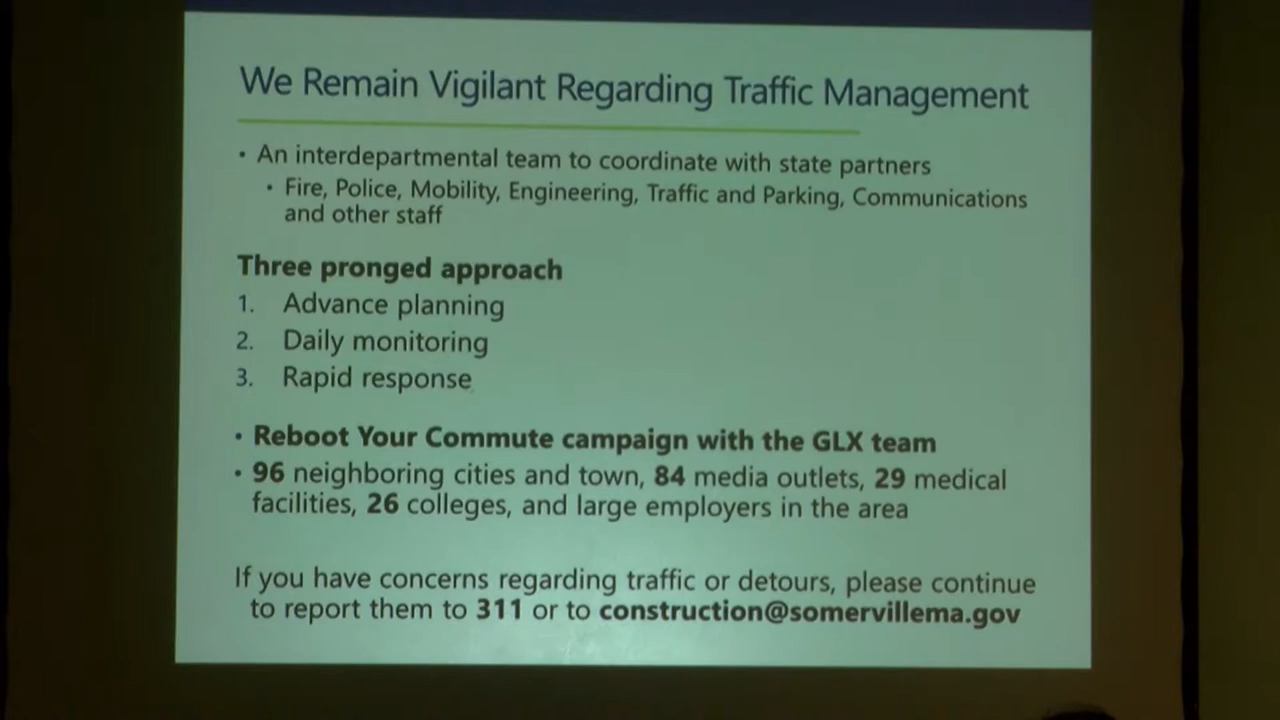 We Remain Vigilant Regarding Traffic Management
• An interdepartmental team to coordinate with state partners
• Fire, Police, Mobility, Engineering, Traffic and Parking, Communications
and other staff
Three pronged approach
1. Advance planning
2. Daily monitoring
3. Rapid response
• Reboot Your Commute campaign with the GLX team
• 96 neighboring cities and town, 84 media outlets, 29 medical
facilities, 26 colleges, and large employers in the area
If you have concerns regarding traffic or detours, please continue
to report them to 311 or to construction@somervillema.gov